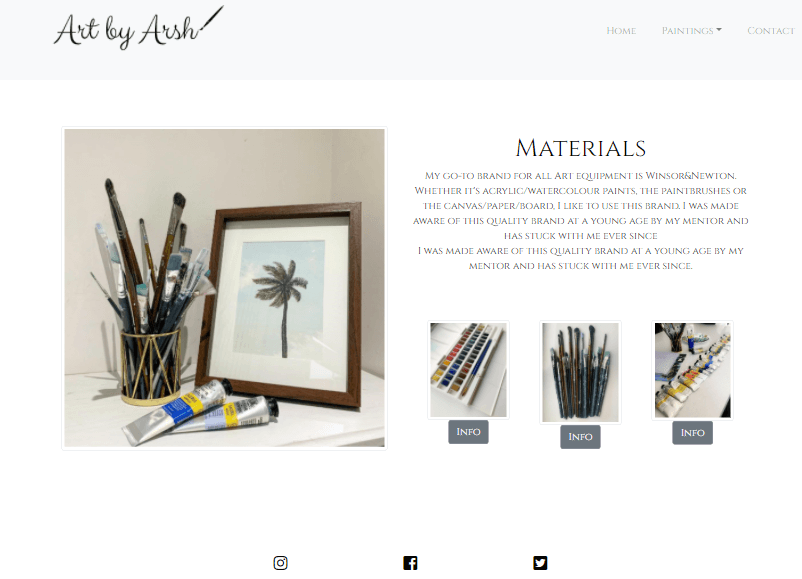 Art by Arsh
Home Paintings Contact
Materials
My go-to brand for all Art equipment is Winsor&Newton.
Whether it's acrylic/watercolour paints, the paintbrushes or
the canvas/paper/board, I like to use this brand. I was made
aware of this quality brand at a young age by my mentor and
has stuck with me ever since
I was made aware of this quality brand at a young age by my
mentor and has stuck with me ever since.
Info Info Info